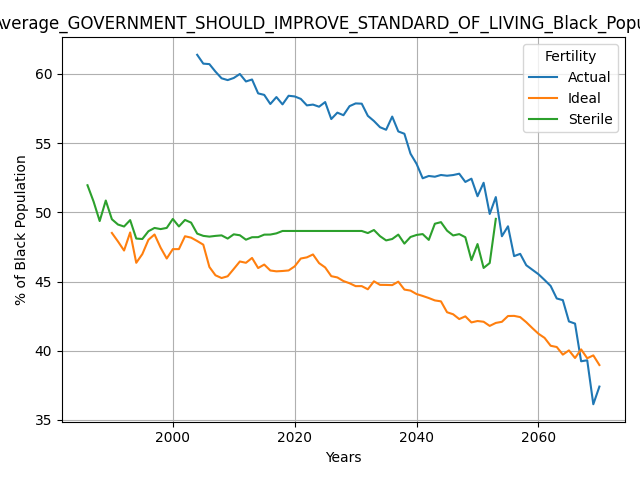 Average_GOVERNMENT_SHOULD_IMPROVE_STANDARD_OF_LIVING_Black_Popu
Fertility
Actual
Ideal
Sterile
% of Black Population
60
55
50
45
40
35
2000
2020
2040
2060
Years